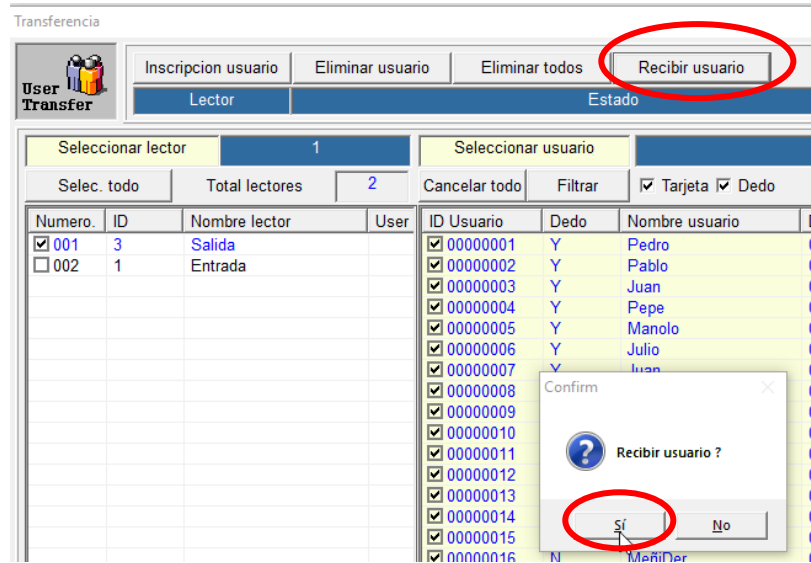 Transferencia
User Transfer
Inscripcion usuario Eliminar usuario Eliminar todos Recibir usuario
Lector Estado
Seleccionar lector 1 Seleccionar usuario
Selec. todo Total lectores 2 Cancelar todo Filtrar Tarjeta Dedo
Numero. ID Nombre lector User ID Usuario Dedo Nombre usuario
001 3 Salida 00000001 Y Pedro
002 1 Entrada 00000002 Y Pablo
00000003 Y Juan
00000004 Y Pepe
00000005 Y Manolo
00000006 Y Julio
00000007 Y Juan
00000008
00000009
00000010
00000011
00000012
00000013
00000014
00000015
00000016 N MeñiDer
Confirm
Recibir usuario ?
Sí No